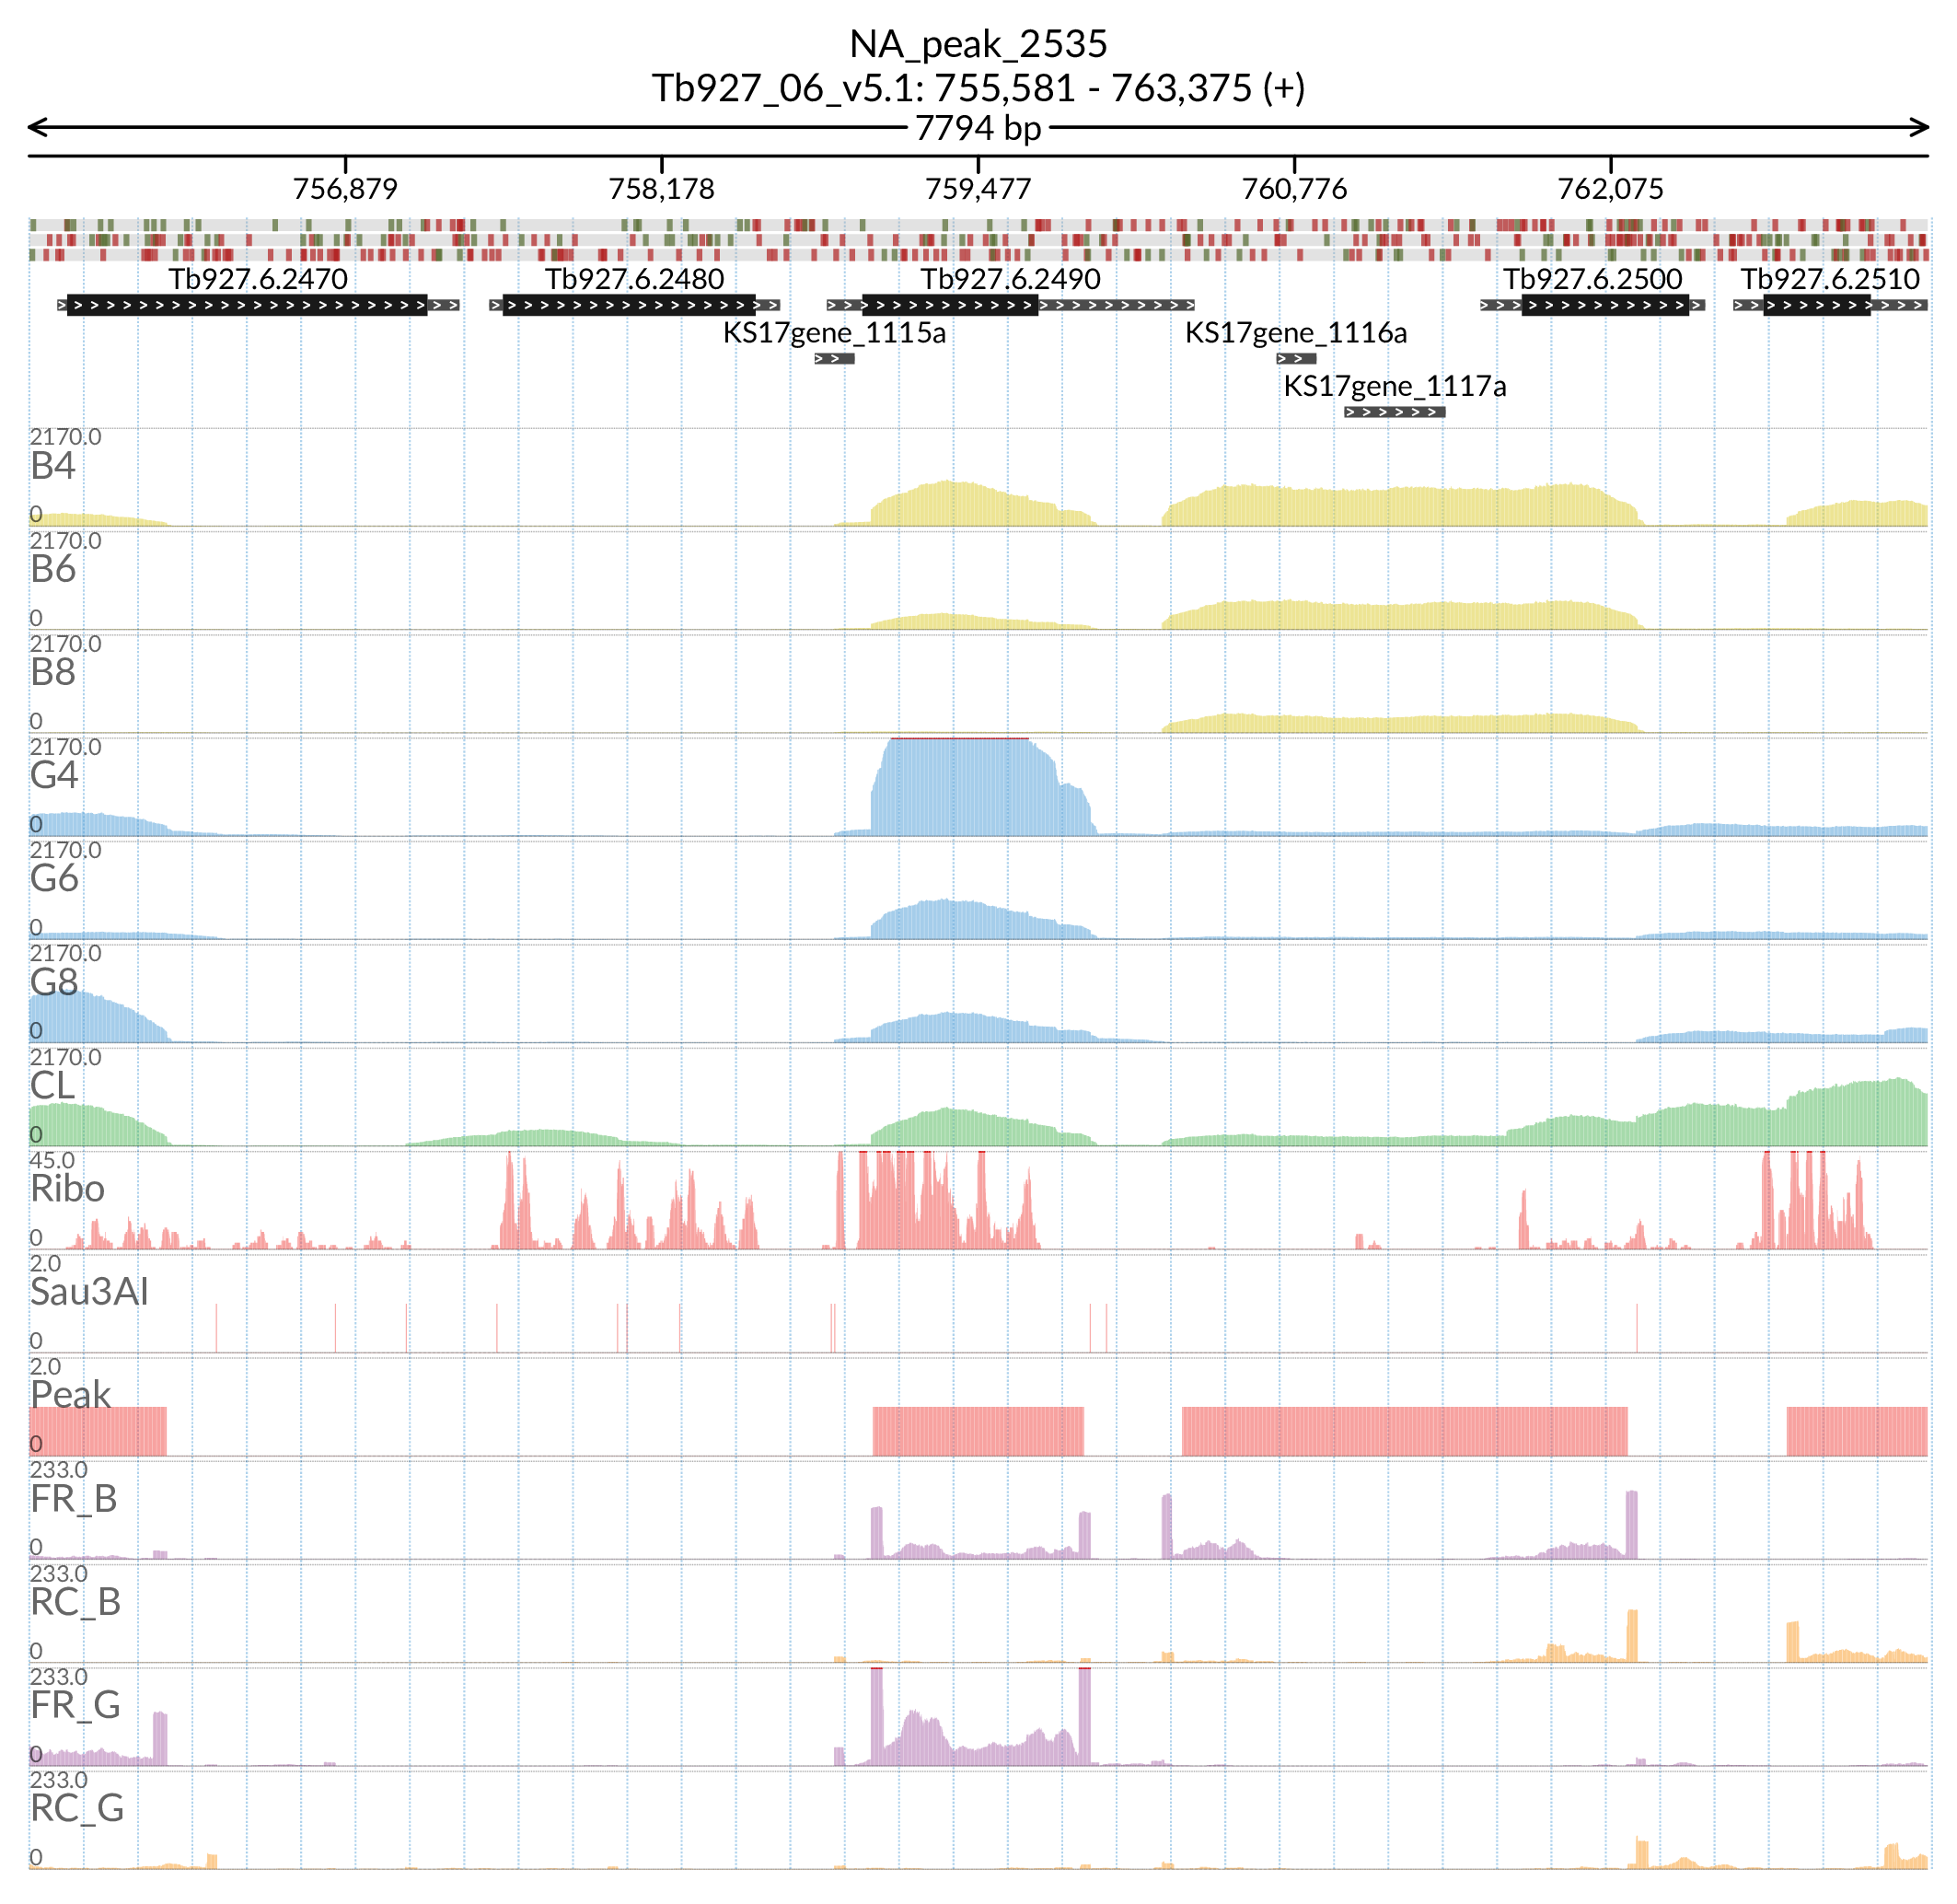 NA_peak_2535
Tb927_06_v5.1: 755,581 - 763,375 (+)
7794 bp
756,879 758,178 759,477 760,776 762,075
Tb927.6.2470 Tb927.6.2480 Tb927.6.2490 Tb927.6.2500 Tb927.6.2510
KS17gene_1115a KS17gene_1116a
KS17gene_1117a
2170.0
B4
0
2170.0
B6
0
2170.0
B8
0
2170.0
G4
0
2170.0
G6
0
2170.0
G8
0
2170.0
CL
0
45.0
Ribo
0
2.0
Sau3AI
0
2.0
Peak
0
233.0
FR_B
0
233.0
RC_B
0
233.0
FR_G
0
233.0
RC_G
0